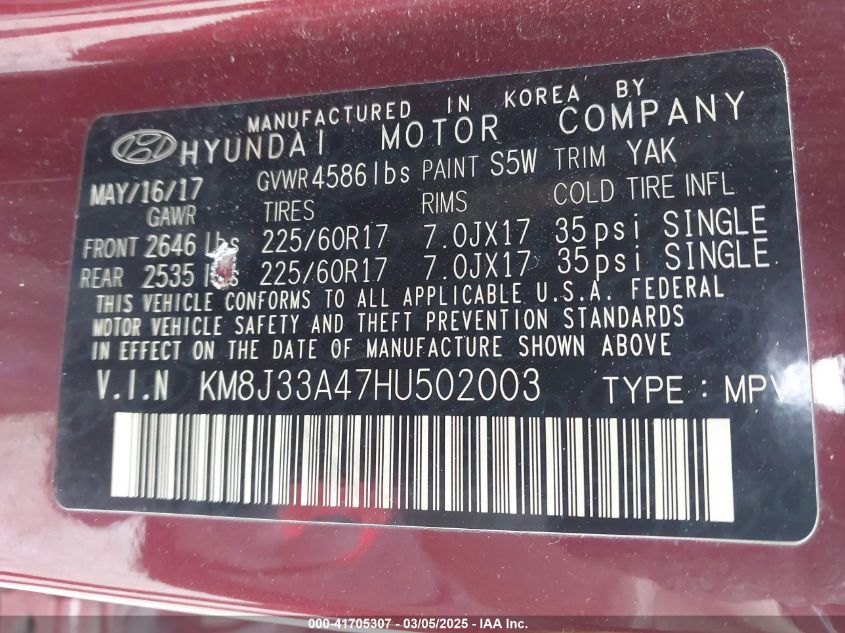 MANUFACTURED IN KOREA BY
HYUNDAI MOTOR COMPANY
MAY/16/17 GVWR 4586 lbs PAINT S5W TRIM YAK
GAWR TIRES RIMS COLD TIRE INFL
FRONT 2646 lbs 225/60R17 7.0JX17 35psi SINGLE
REAR 2535 lbs 225/60R17 7.0JX17 35psi SINGLE
THIS VEHICLE CONFORMS TO ALL APPLICABLE U.S.A. FEDERAL
MOTOR VEHICLE SAFETY AND THEFT PREVENTION STANDARDS
IN EFFECT ON THE DATE OF MANUFACTURE SHOWN ABOVE
V.I.N KM8J33A47HU502003 TYPE : MPV
000-41705307 - 03/05/2025 - IAA Inc.